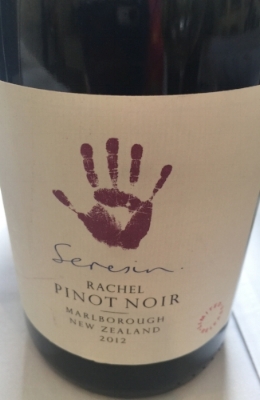 Seresin
RACHEL
PINOT NOIR
MARLBOROUGH
NEW ZEALAND
2012